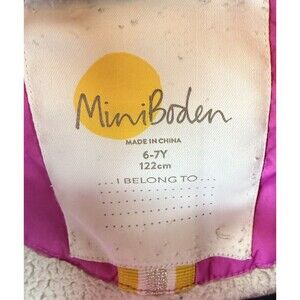 MiniBoden
MADE IN CHINA
6-7Y
122cm
...I BELONG TO...